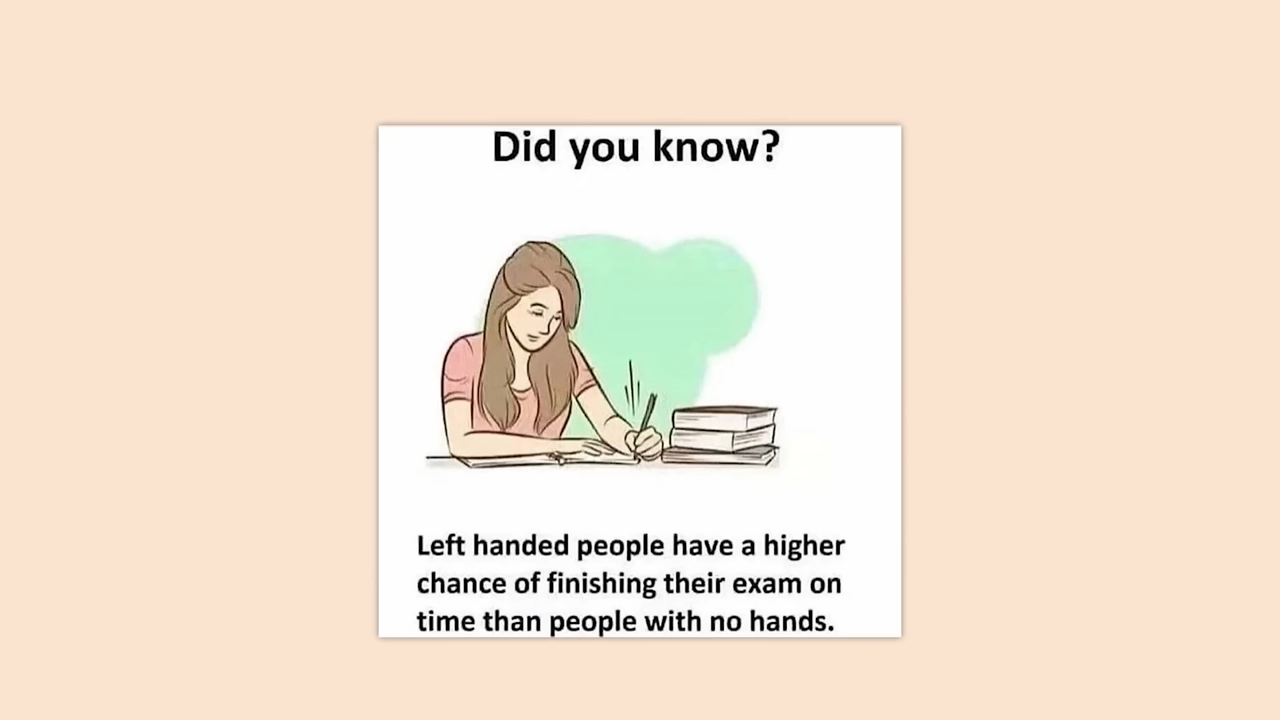 Did you know?
Left handed people have a higher
chance of finishing their exam on
time than people with no hands.